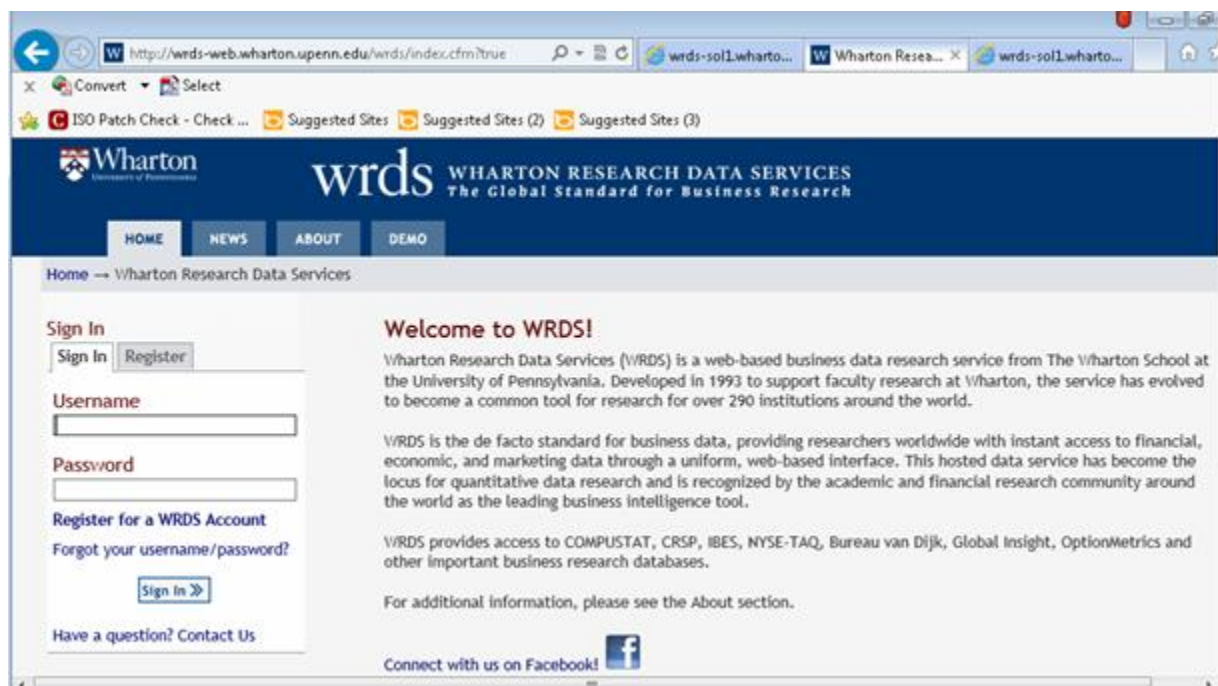 http://wrds-web.wharton.upenn.edu/wrds/index.cfm?true
wrds-sol1.wharto...
Wharton Resea...
wrds-sol1.wharto...
x Convert Select
ISO Patch Check - Check ... Suggested Sites Suggested Sites (2) Suggested Sites (3)
Wharton
wrds WHARTON RESEARCH DATA SERVICES
The Global Standard for Business Research
HOME NEWS ABOUT DEMO
Home → Wharton Research Data Services
Sign In
Sign In Register
Username
Password
Register for a WRDS Account
Forgot your username/password?
Sign In »
Have a question? Contact Us
Welcome to WRDS!
Wharton Research Data Services (WRDS) is a web-based business data research service from The Wharton School at
the University of Pennsylvania. Developed in 1993 to support faculty research at Wharton, the service has evolved
to become a common tool for research for over 290 institutions around the world.
WRDS is the de facto standard for business data, providing researchers worldwide with instant access to financial,
economic, and marketing data through a uniform, web-based interface. This hosted data service has become the
locus for quantitative data research and is recognized by the academic and financial research community around
the world as the leading business intelligence tool.
WRDS provides access to COMPUSTAT, CRSP, IBES, NYSE-TAQ, Bureau van Dijk, Global Insight, OptionMetrics and
other important business research databases.
For additional information, please see the About section.
Connect with us on Facebook!